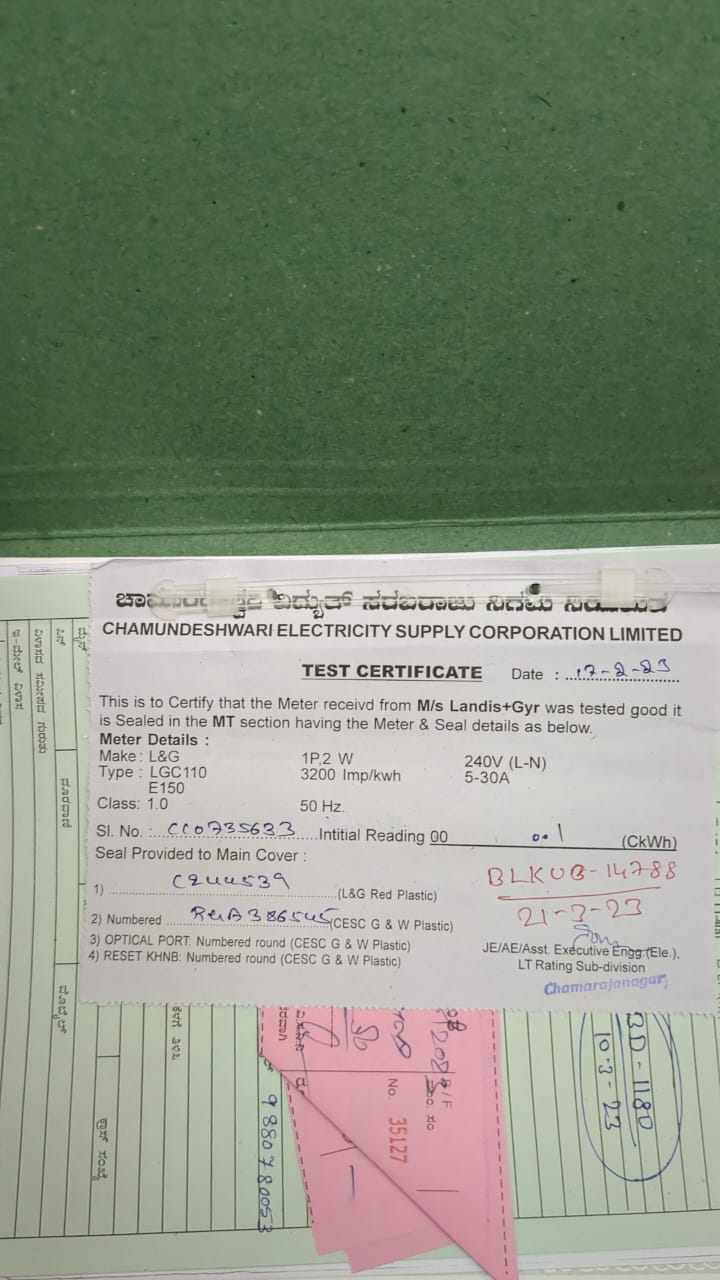 ಚಾಮುಂಡೇಶ್ವರಿ ವಿದ್ಯುತ್ ಸರಬರಾಜು ನಿಗಮ ನಿಯಮಿತ
CHAMUNDESHWARI ELECTRICITY SUPPLY CORPORATION LIMITED
TEST CERTIFICATE Date : 17-2-23
This is to Certify that the Meter receivd from M/s Landis+Gyr was tested good it
is Sealed in the MT section having the Meter & Seal details as below.
Meter Details :
Make : L&G 1P,2 W 240V (L-N)
Type : LGC110 3200 Imp/kwh 5-30A
E150
Class: 1.0 50 Hz.
Sl. No. : CC0735633 Intitial Reading 00 0.1 (CkWh)
Seal Provided to Main Cover :
1) C244539 (L&G Red Plastic)
BLKUB-14788
2) Numbered 386545 (CESC G & W Plastic)
21-3-23
3) OPTICAL PORT: Numbered round (CESC G & W Plastic)
4) RESET KHNB: Numbered round (CESC G & W Plastic)
JE/AE/Asst. Executive Engg.(Ele.),
LT Rating Sub-division
Chamarajanagar
ಇ-ಮೇಲ್ ವಿಳಾಸ
ಪಿನ್
ದೂರವಾಣಿ
ಮೊಬೈಲ್
9880780053
No. 35127
BD-1180
10-3-23